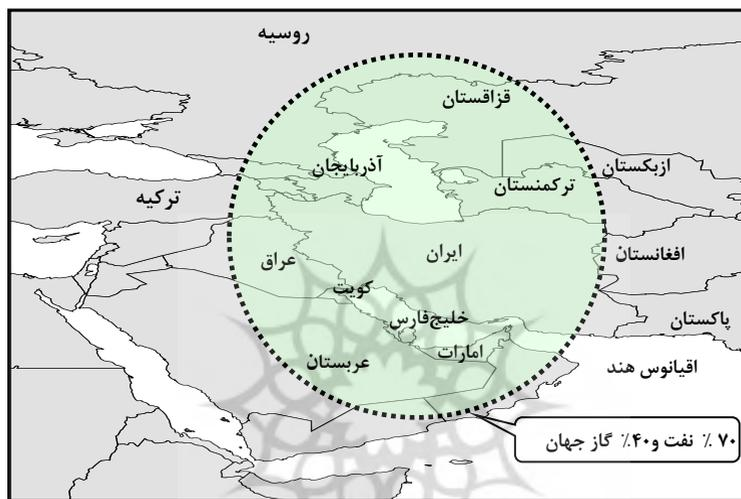 روسیه
قزاقستان
آذربایجان
ترکمنستان
ازبکستان
ترکیه
ایران
افغانستان
عراق
کویت
خلیج‌فارس
پاکستان
امارات
عربستان
اقیانوس هند
۷۰ ٪ نفت و۴۰٪ گاز جهان